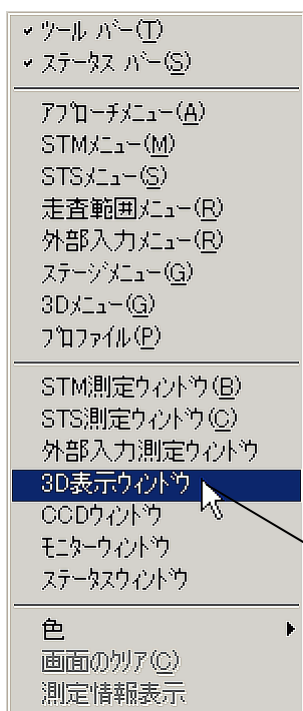 ツール バー(T)
ステータス バー(S)
アプローチメニュー(A)
STMメニュー(M)
STSメニュー(S)
走査範囲メニュー(R)
外部入力メニュー(R)
ステージメニュー(G)
3Dメニュー(G)
プロファイル(P)
STM測定ウィンドウ(B)
STS測定ウィンドウ(C)
外部入力測定ウィンドウ
3D表示ウィンドウ
CCDウィンドウ
モニターウィンドウ
ステータスウィンドウ
色
画面のクリア(C)
測定情報表示